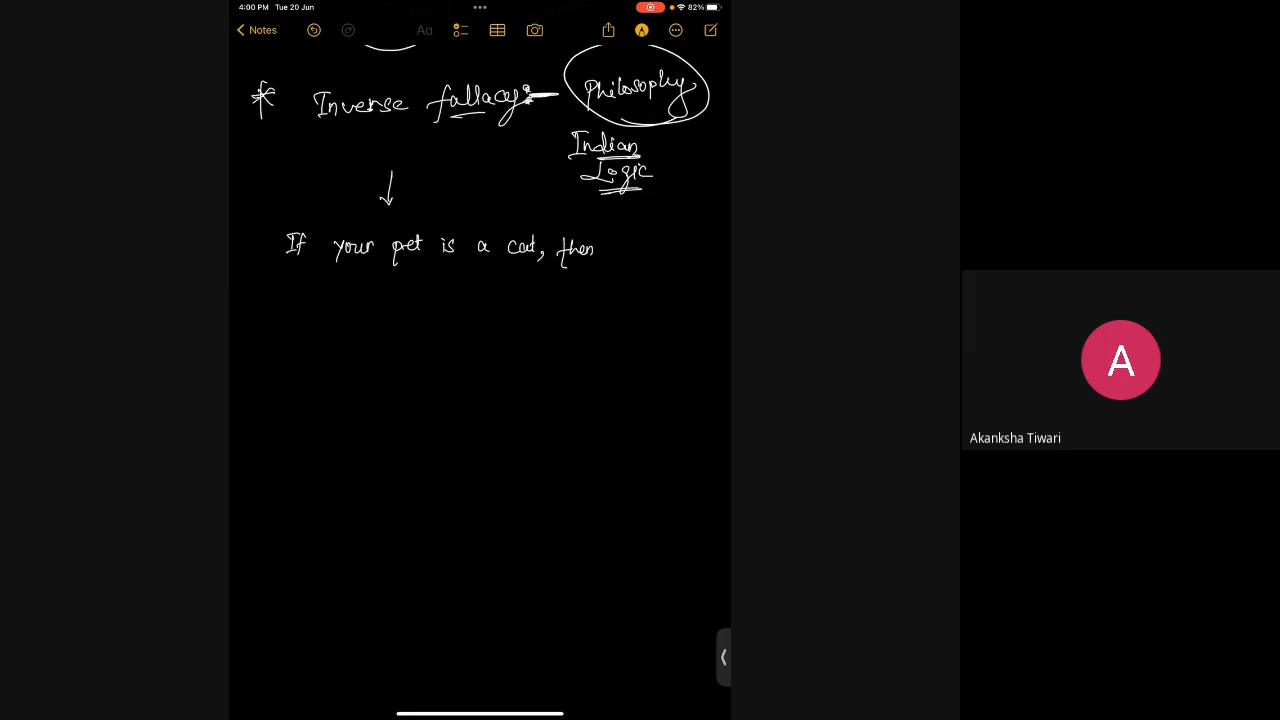 4:00 PM Tue 20 Jun
82%
Notes
Aa
* Inverse fallacy:- Philosophy
Indian
Logic
If your pet is a cat, then
A
Akanksha Tiwari